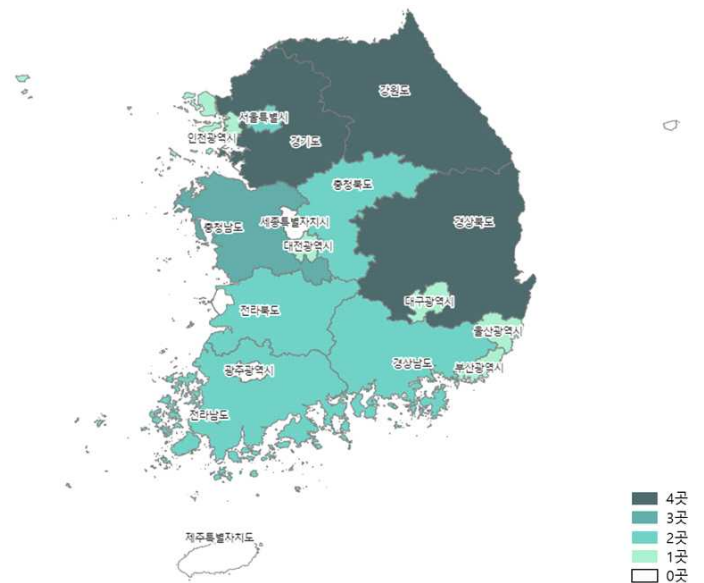 강원도
서울특별시
인천광역시
경기도
충청북도
세종특별자치시
충청남도
경상북도
대전광역시
대구광역시
전라북도
울산광역시
경상남도
부산광역시
광주광역시
전라남도
제주특별자치도
4곳
3곳
2곳
1곳
0곳